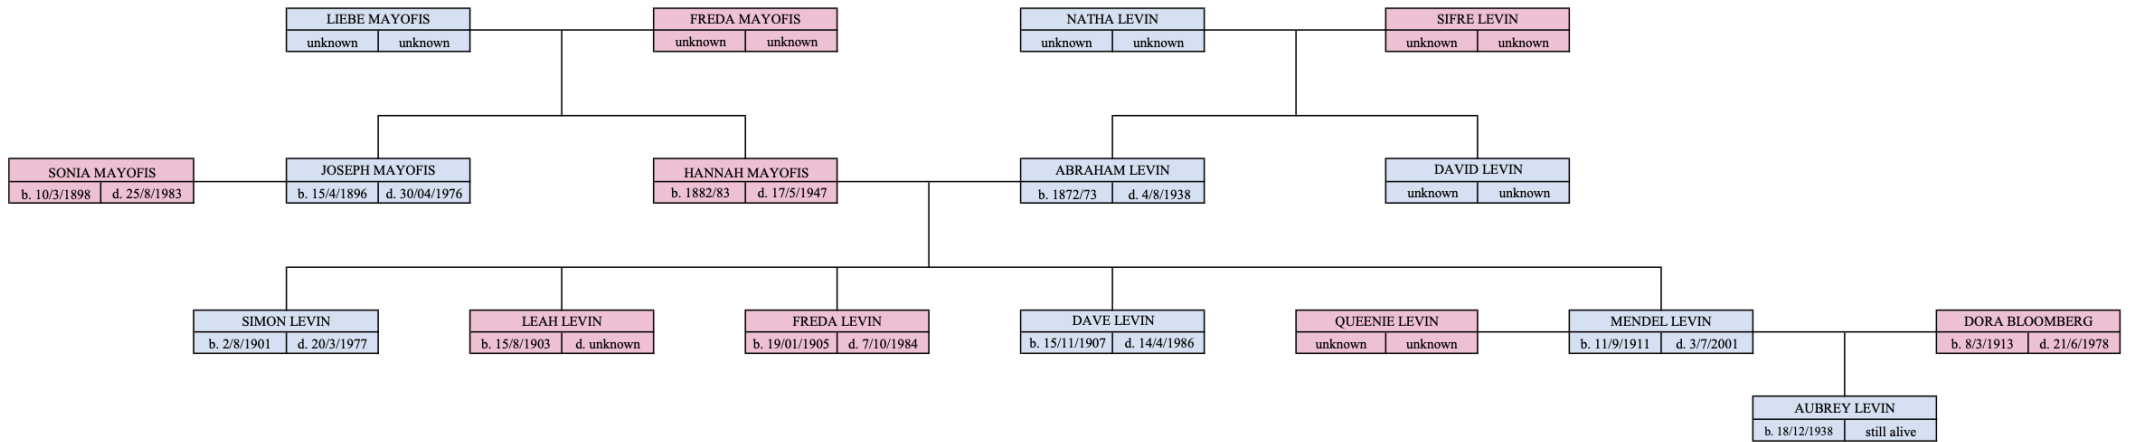 LIEBE MAYOFIS
unknown unknown
FREDA MAYOFIS
unknown unknown
NATHA LEVIN
unknown unknown
SIFRE LEVIN
unknown unknown
SONIA MAYOFIS
b. 10/3/1898 d. 25/8/1983
JOSEPH MAYOFIS
b. 15/4/1896 d. 30/04/1976
HANNAH MAYOFIS
b. 1882/83 d. 17/5/1947
ABRAHAM LEVIN
b. 1872/73 d. 4/8/1938
DAVID LEVIN
unknown unknown
SIMON LEVIN
b. 2/8/1901 d. 20/3/1977
LEAH LEVIN
b. 15/8/1903 d. unknown
FREDA LEVIN
b. 19/01/1905 d. 7/10/1984
DAVE LEVIN
b. 15/11/1907 d. 14/4/1986
QUEENIE LEVIN
unknown unknown
MENDEL LEVIN
b. 11/9/1911 d. 3/7/2001
DORA BLOOMBERG
b. 8/3/1913 d. 21/6/1978
AUBREY LEVIN
b. 18/12/1938 still alive